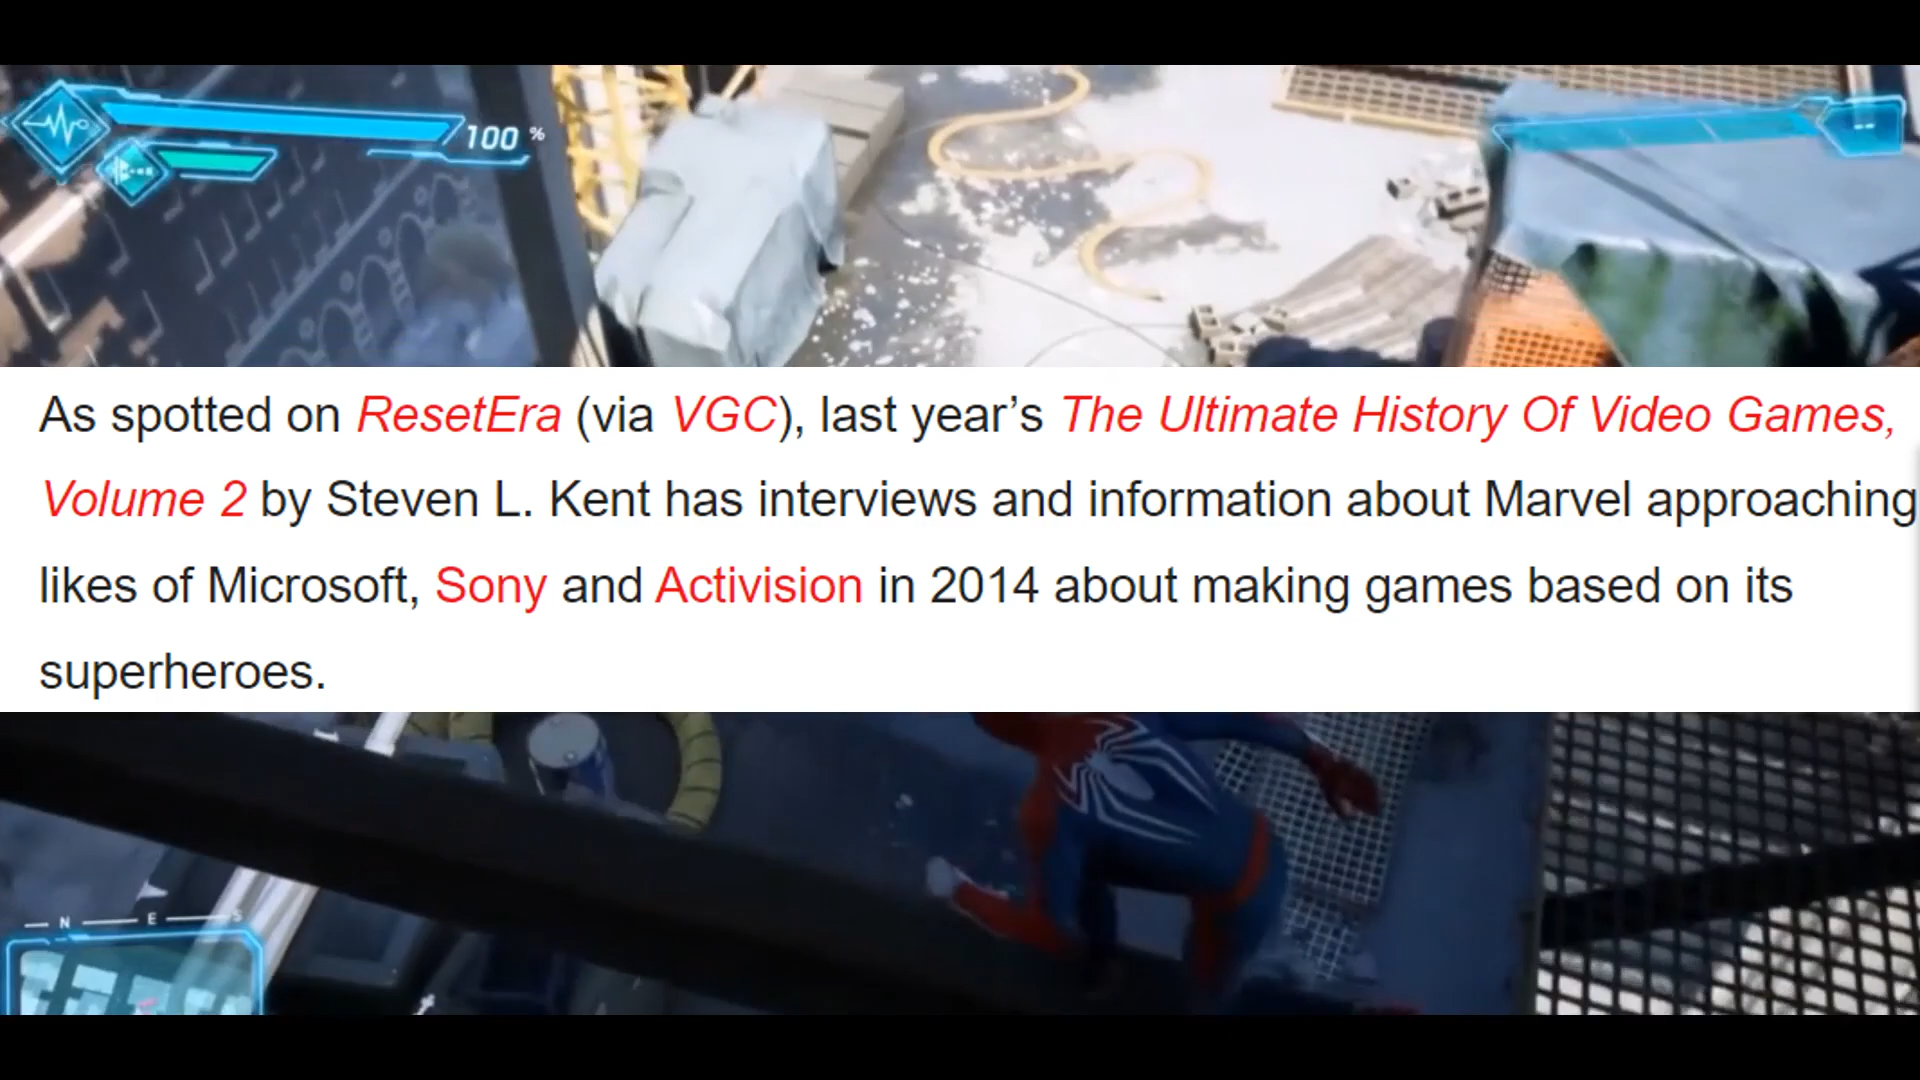 100 %
As spotted on ResetEra (via VGC), last year’s The Ultimate History Of Video Games,
Volume 2 by Steven L. Kent has interviews and information about Marvel approaching
likes of Microsoft, Sony and Activision in 2014 about making games based on its
superheroes.
N E S